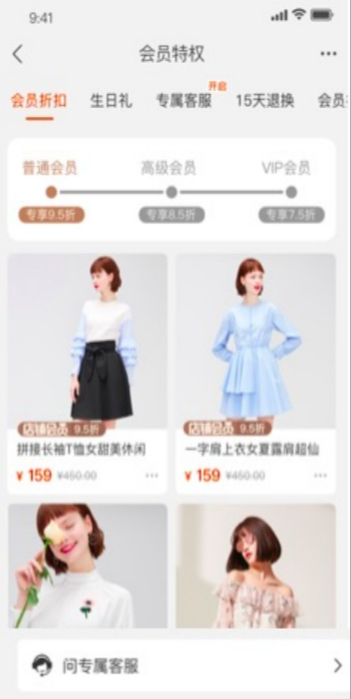 9:41
会员特权
开启
会员折扣 生日礼 专属客服 15天退换 会员
普通会员 高级会员 VIP会员
专享9.5折 专享8.5折 专享7.5折
店铺会员 9.5折 店铺会员 9.5折
拼接长袖T恤女甜美休闲 一字肩上衣女夏露肩超仙
¥ 159 ¥450.00 ¥ 159 ¥450.00
问专属客服